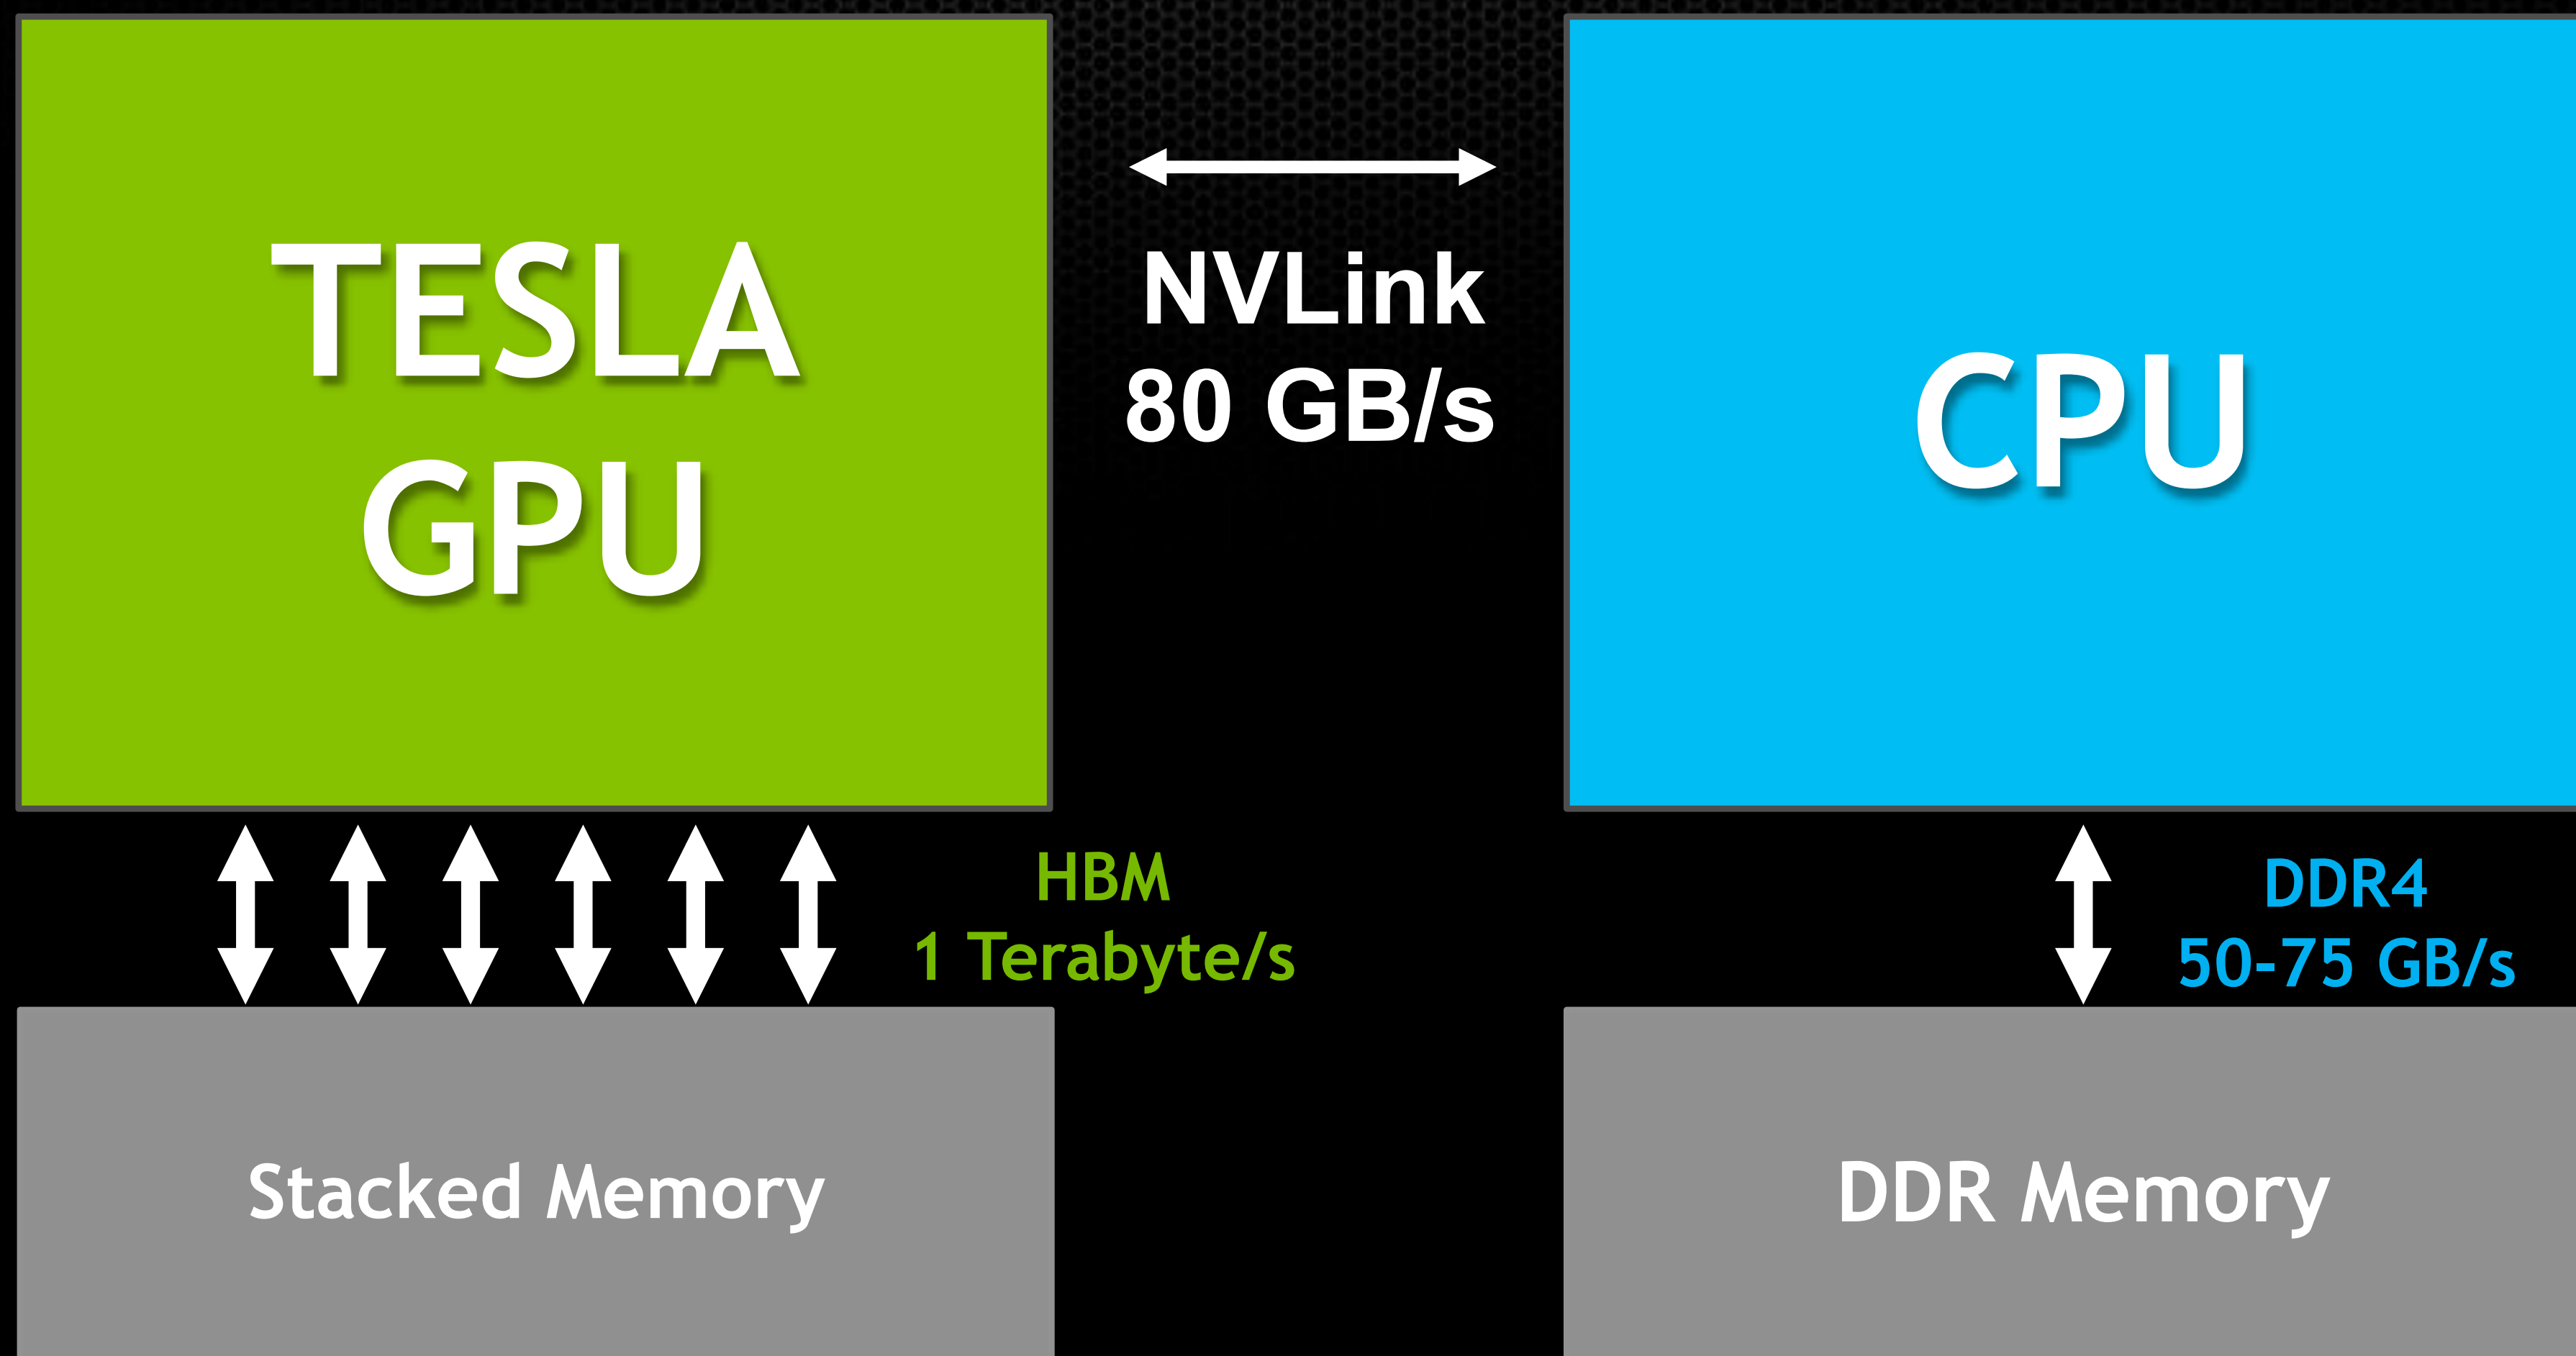 TESLA
GPU
NVLink
80 GB/s
CPU
HBM
1 Terabyte/s
DDR4
50-75 GB/s
Stacked Memory
DDR Memory